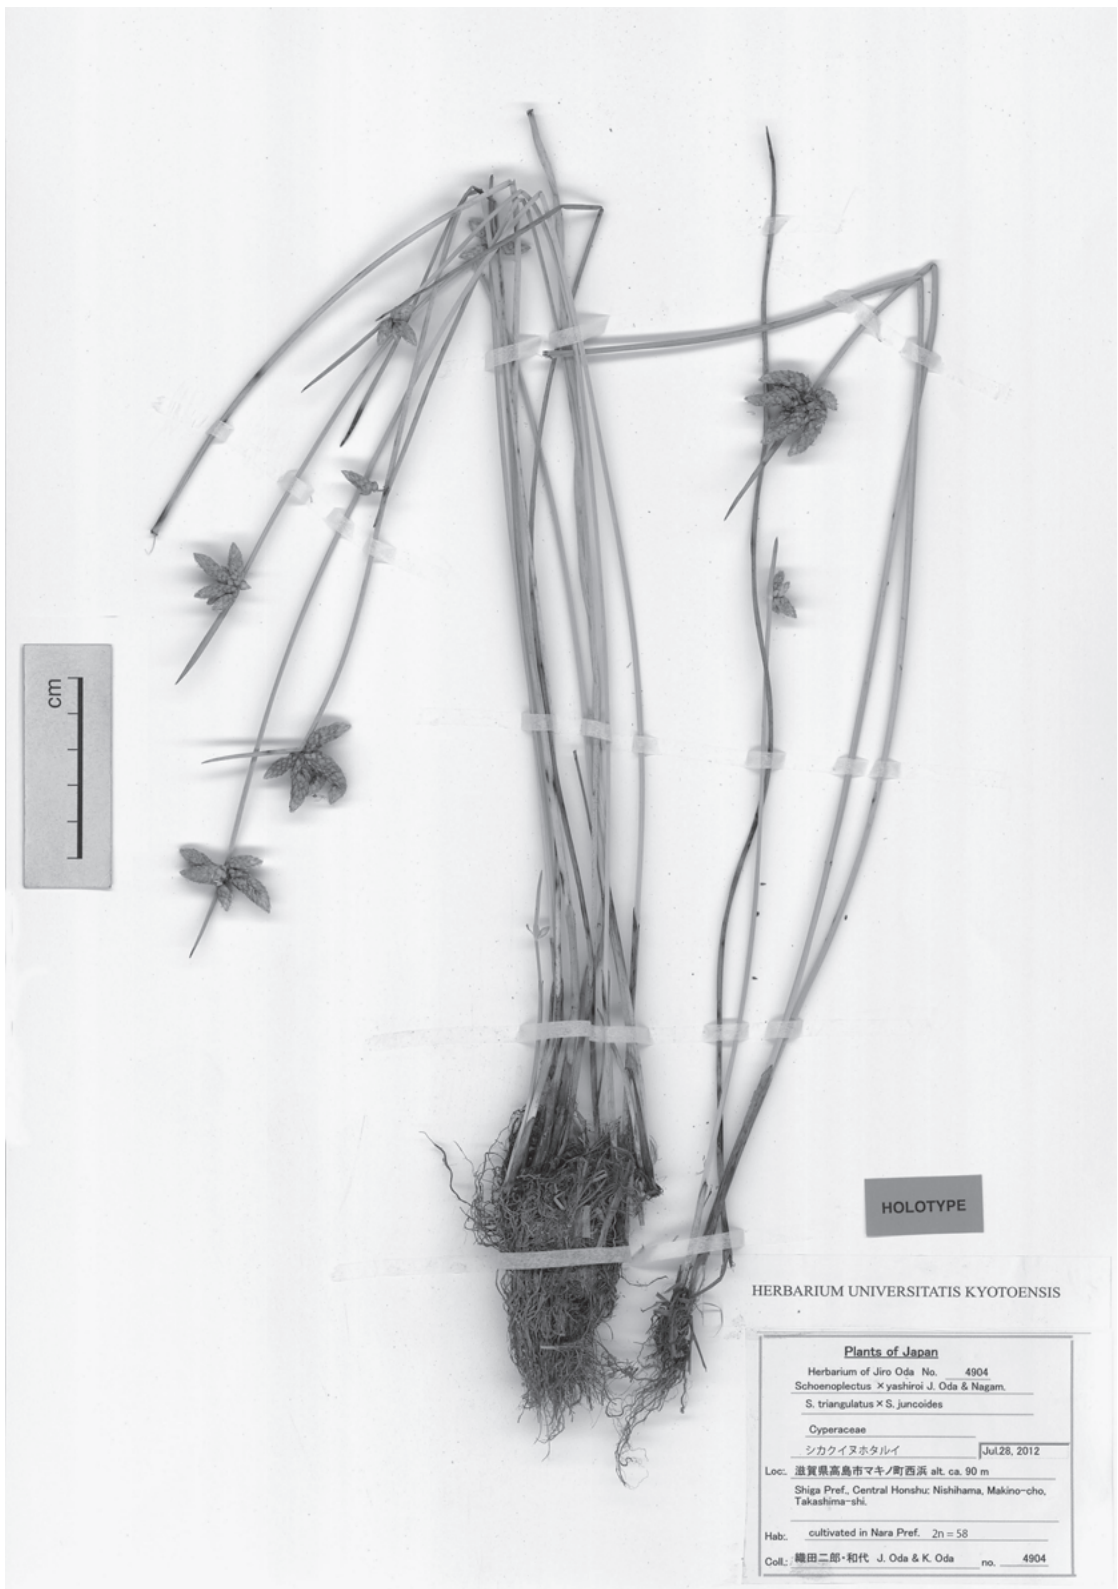 cm
HOLOTYPE
HERBARIUM UNIVERSITATIS KYOTOENSIS
Plants of Japan
Herbarium of Jiro Oda No. 4904
Schoenoplectus × yashiroi J. Oda & Nagam.
S. triangulatus × S. juncoides
Cyperaceae
シカクイヌホタルイ Jul.28, 2012
Loc:. 滋賀県高島市マキノ町西浜 alt. ca. 90 m
Shiga Pref., Central Honshu: Nishihama, Makino-cho,
Takashima-shi.
Hab:. cultivated in Nara Pref. 2n = 58
Coll.: 織田二郎・和代 J. Oda & K. Oda no. 4904